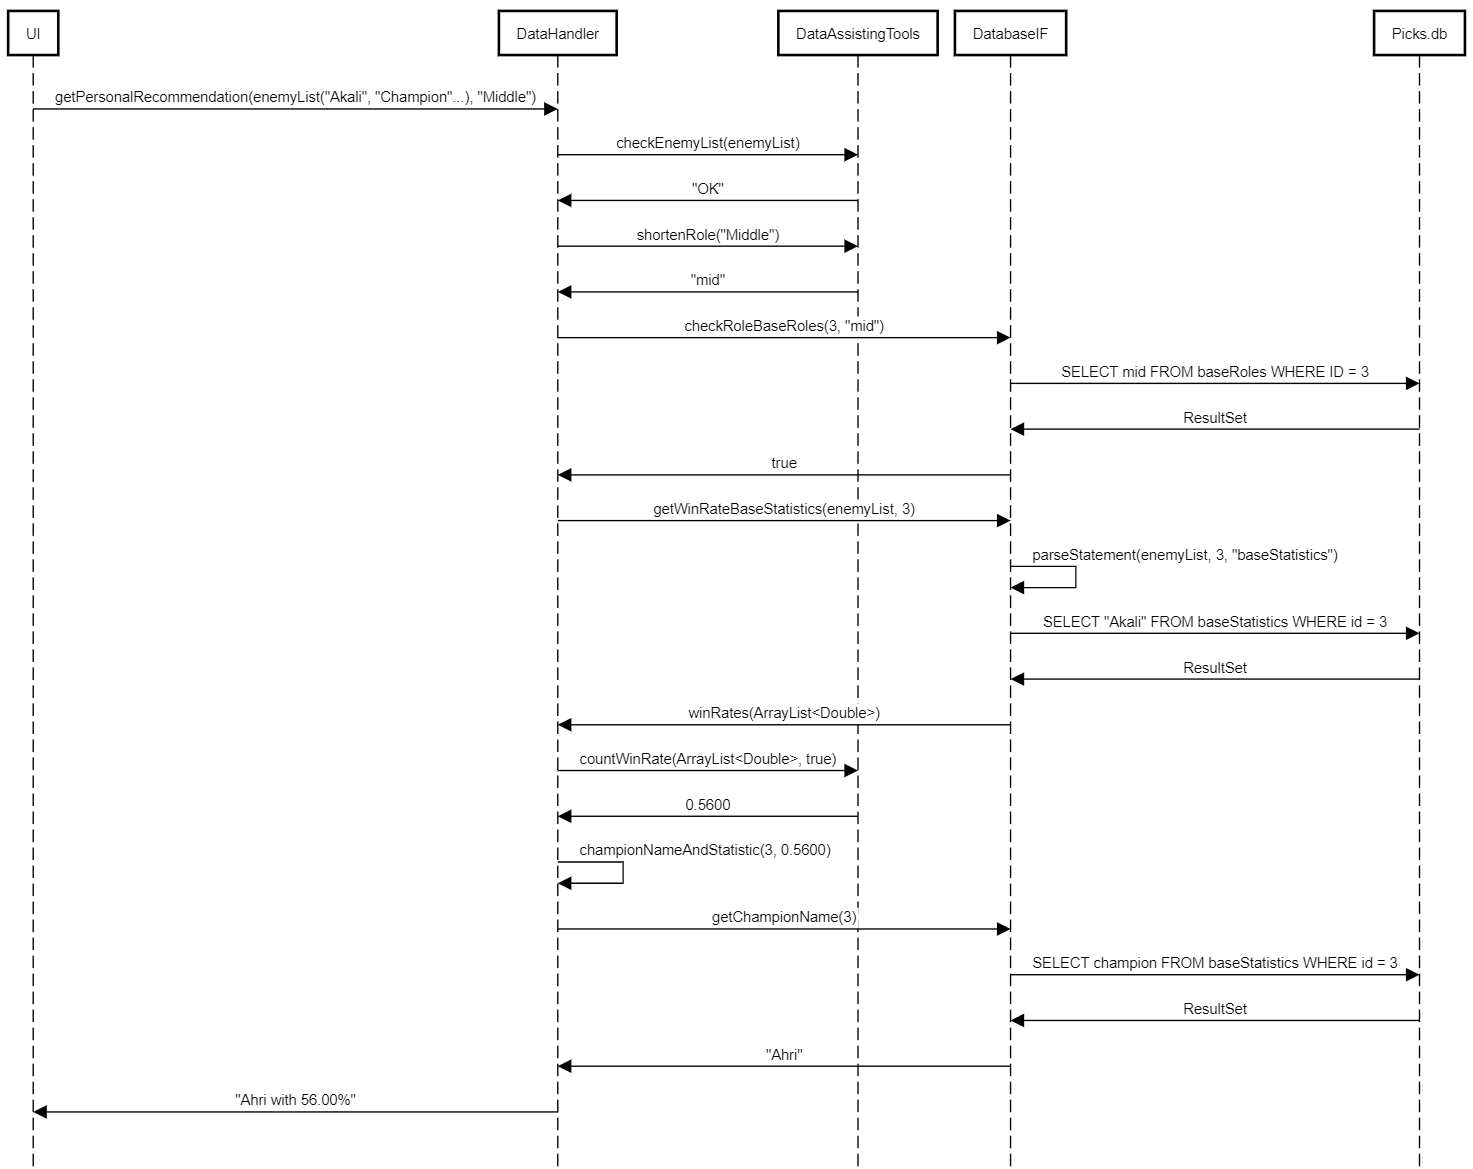 UI
DataHandler
DataAssistingTools
DatabaseIF
Picks.db
getPersonalRecommendation(enemyList("Akali", "Champion"...), "Middle")
checkEnemyList(enemyList)
"OK"
shortenRole("Middle")
"mid"
checkRoleBaseRoles(3, "mid")
SELECT mid FROM baseRoles WHERE ID = 3
ResultSet
true
getWinRateBaseStatistics(enemyList, 3)
parseStatement(enemyList, 3, "baseStatistics")
SELECT "Akali" FROM baseStatistics WHERE id = 3
ResultSet
winRates(ArrayList<Double>)
countWinRate(ArrayList<Double>, true)
0.5600
championNameAndStatistic(3, 0.5600)
getChampionName(3)
SELECT champion FROM baseStatistics WHERE id = 3
ResultSet
"Ahri"
"Ahri with 56.00%"